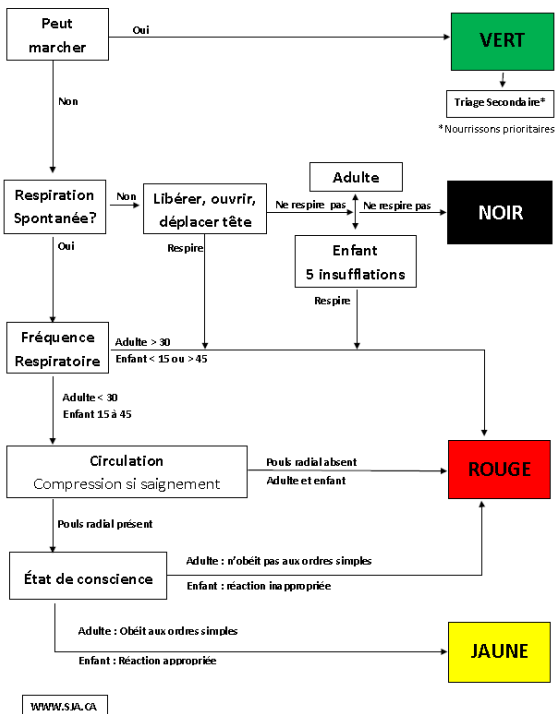 Peut
marcher
Oui
VERT
Non
Triage Secondaire*
*Nourrissons prioritaires
Respiration
Spontanée?
Non
Libérer, ouvrir,
déplacer tête
Ne respire pas
Adulte
Ne respire pas
NOIR
Enfant
5 insufflations
Oui
Respire
Respire
Fréquence
Respiratoire
Adulte > 30
Enfant < 15 ou > 45
Adulte < 30
Enfant 15 à 45
Circulation
Compression si saignement
Pouls radial absent
Adulte et enfant
ROUGE
Pouls radial présent
État de conscience
Adulte : n'obéit pas aux ordres simples
Enfant : réaction inappropriée
Adulte : Obéit aux ordres simples
Enfant : Réaction appropriée
JAUNE
WWW.SJA.CA